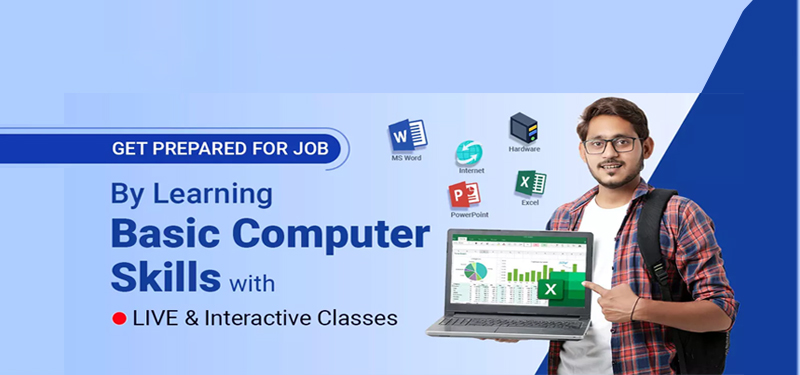 GET PREPARED FOR JOB
By Learning
Basic Computer
Skills with
LIVE & Interactive Classes
W
MS Word
Internet
Hardware
P
PowerPoint
X
Excel
X